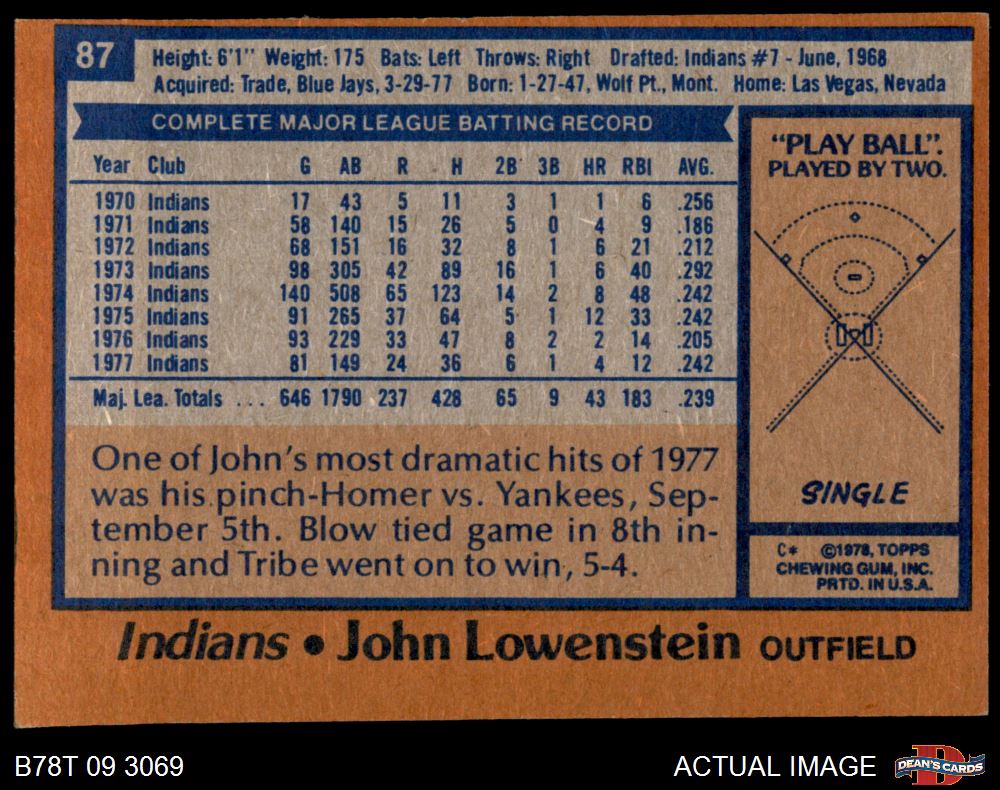 87
Height: 6'1" Weight: 175 Bats: Left Throws: Right Drafted: Indians #7 - June, 1968
Acquired: Trade, Blue Jays, 3-29-77 Born: 1-27-47, Wolf Pt., Mont. Home: Las Vegas, Nevada
COMPLETE MAJOR LEAGUE BATTING RECORD
Year Club G AB R H 2B 3B HR RBI AVG.
1970 Indians 17 43 5 11 3 1 1 6 .256
1971 Indians 58 140 15 26 5 0 4 9 .186
1972 Indians 68 151 16 32 8 1 6 21 .212
1973 Indians 98 305 42 89 16 1 6 40 .292
1974 Indians 140 508 65 123 14 2 8 48 .242
1975 Indians 91 265 37 64 5 1 12 33 .242
1976 Indians 93 229 33 47 8 2 2 14 .205
1977 Indians 81 149 24 36 6 1 4 12 .242
Maj. Lea. Totals ... 646 1790 237 428 65 9 43 183 .239
One of John's most dramatic hits of 1977
was his pinch-Homer vs. Yankees, Sep-
tember 5th. Blow tied game in 8th in-
ning and Tribe went on to win, 5-4.
"PLAY BALL".
PLAYED BY TWO.
SINGLE
C* ©1978, TOPPS
CHEWING GUM, INC.
PRTD. IN U.S.A.
Indians • John Lowenstein OUTFIELD
B78T 09 3069
ACTUAL IMAGE
D
DEAN'S CARDS